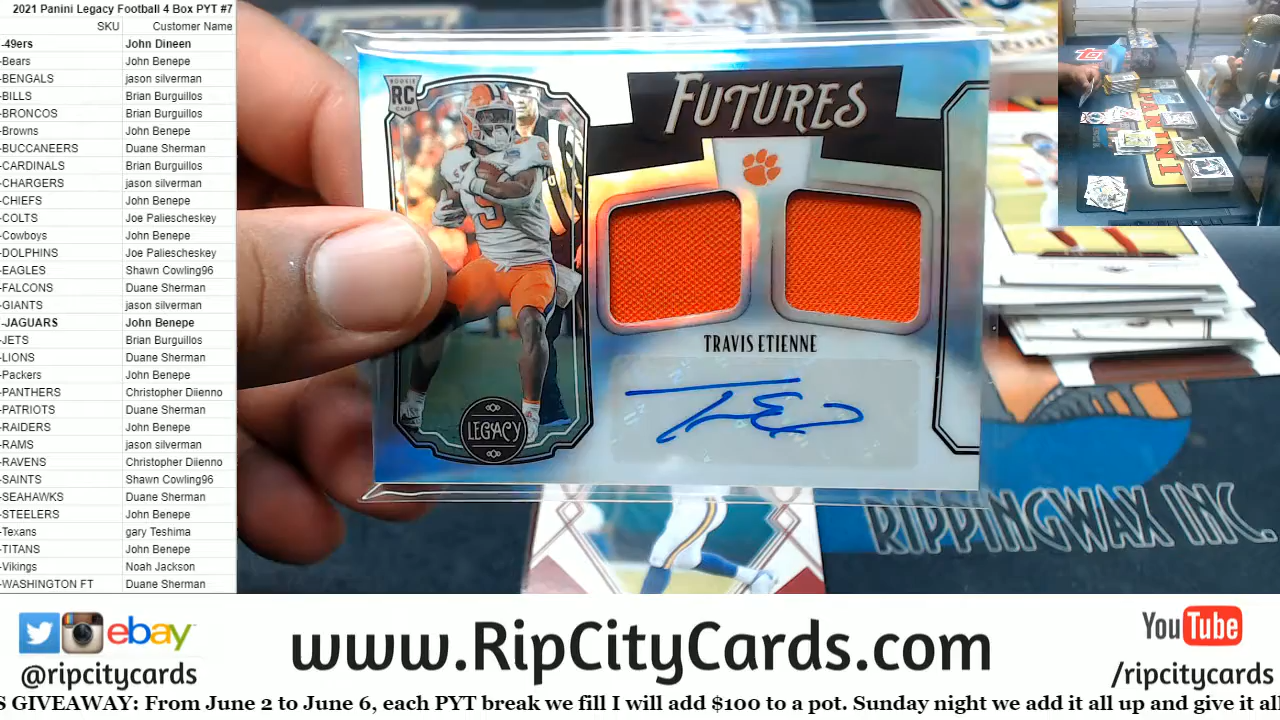 2021 Panini Legacy Football 4 Box PYT #7
SKU Customer Name
-49ers John Dineen
-Bears John Benepe
-BENGALS jason silverman
-BILLS Brian Burguillos
-BRONCOS Brian Burguillos
-Browns John Benepe
-BUCCANEERS Duane Sherman
-CARDINALS Brian Burguillos
-CHARGERS jason silverman
-CHIEFS John Benepe
-COLTS Joe Paliescheskey
-Cowboys John Benepe
-DOLPHINS Joe Paliescheskey
-EAGLES Shawn Cowling96
-FALCONS Duane Sherman
-GIANTS jason silverman
-JAGUARS John Benepe
-JETS Brian Burguillos
-LIONS Duane Sherman
-Packers John Benepe
-PANTHERS Christopher Diienno
-PATRIOTS Duane Sherman
-RAIDERS John Benepe
-RAMS jason silverman
-RAVENS Christopher Diienno
-SAINTS Shawn Cowling96
-SEAHAWKS Duane Sherman
-STEELERS John Benepe
-Texans gary Teshima
-TITANS John Benepe
-Vikings Noah Jackson
-WASHINGTON FT Duane Sherman
ROOKIE
RC
CARD
FUTURES
TRAVIS ETIENNE
LEGACY
PANINI
RIPPINGWAX INC.
ebay
@ripcitycards
www.RipCityCards.com
YouTube
/ripcitycards
S GIVEAWAY: From June 2 to June 6, each PYT break we fill I will add $100 to a pot. Sunday night we add it all up and give it al